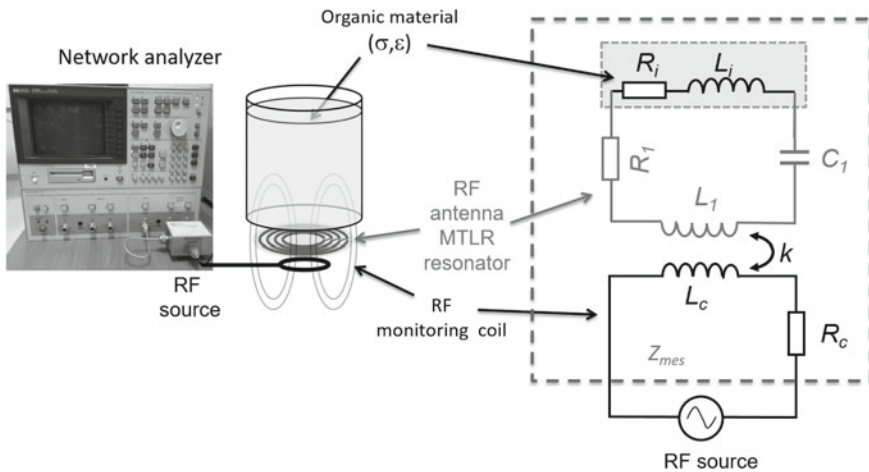 Organic material
(σ,ε)
Network analyzer
RF
antenna
MTLR
resonator
RF
source
RF
monitoring coil
R_i
L_i
R_1
C_1
L_1
k
L_c
R_c
Z_mes
RF source